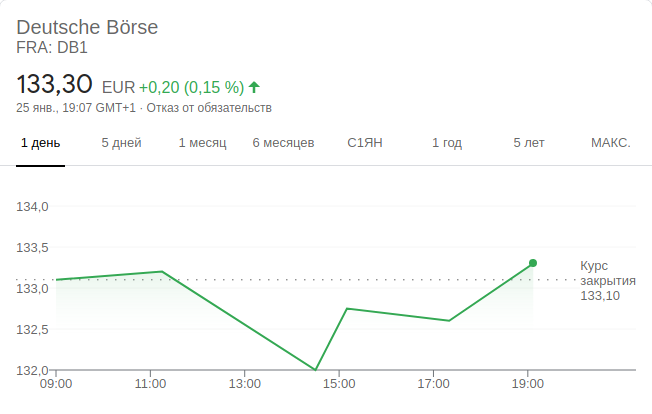 Deutsche Börse
FRA: DB1
133,30 EUR +0,20 (0,15 %)
25 янв., 19:07 GMT+1 · Отказ от обязательств
1 день 5 дней 1 месяц 6 месяцев С1ЯН 1 год 5 лет МАКС.
134,0
133,5
133,0
132,5
132,0
Курс
закрытия
133,10
09:00 11:00 13:00 15:00 17:00 19:00